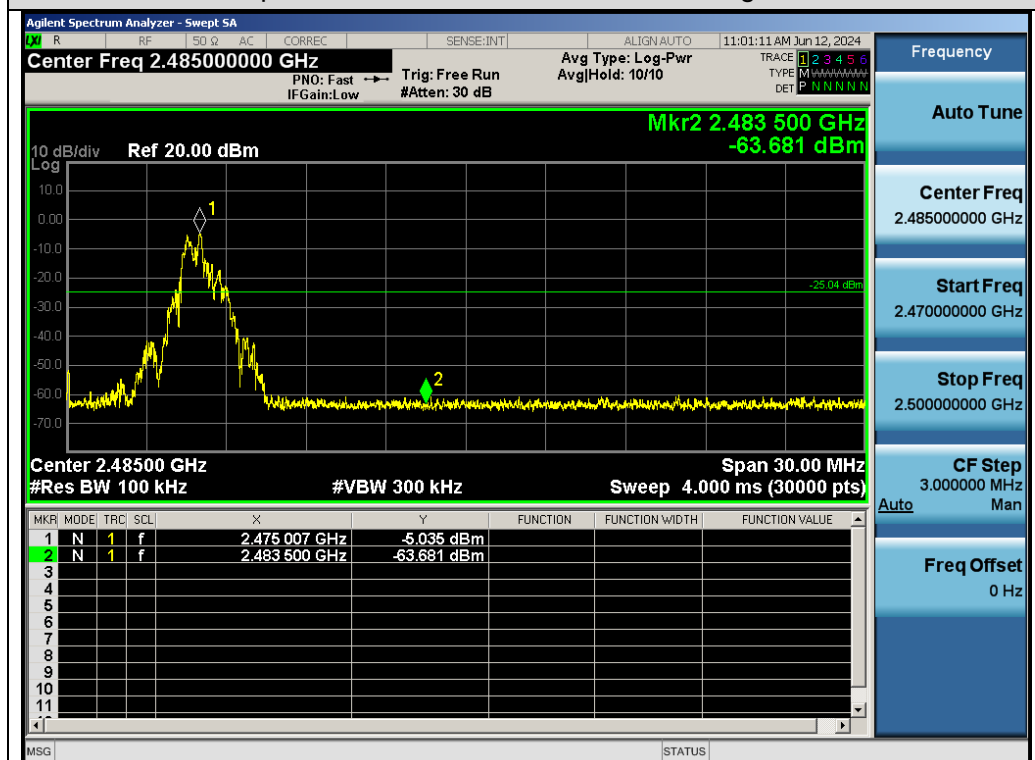 Agilent Spectrum Analyzer - Swept SA
LXI R RF 50 Ω AC CORREC SENSE:INT ALIGN AUTO 11:01:11 AM Jun 12, 2024
Center Freq 2.485000000 GHz
PNO: Fast
IFGain:Low
Trig: Free Run
#Atten: 30 dB
Avg Type: Log-Pwr
Avg|Hold: 10/10
TRACE 1 2 3 4 5 6
TYPE M
DET P N N N N N
Mkr2 2.483 500 GHz
-63.681 dBm
10 dB/div Ref 20.00 dBm
Log
10.0
0.00
-10.0
-20.0
-25.04 dBm
-30.0
-40.0
-50.0
-60.0
-70.0
1
2
Center 2.48500 GHz Span 30.00 MHz
#Res BW 100 kHz #VBW 300 kHz Sweep 4.000 ms (30000 pts)
MKR MODE TRC SCL X Y FUNCTION FUNCTION WIDTH FUNCTION VALUE
1 N 1 f 2.475 007 GHz -5.035 dBm
2 N 1 f 2.483 500 GHz -63.681 dBm
3
4
5
6
7
8
9
10
11
MSG STATUS
Frequency
Auto Tune
Center Freq
2.485000000 GHz
Start Freq
2.470000000 GHz
Stop Freq
2.500000000 GHz
CF Step
3.000000 MHz
Auto Man
Freq Offset
0 Hz